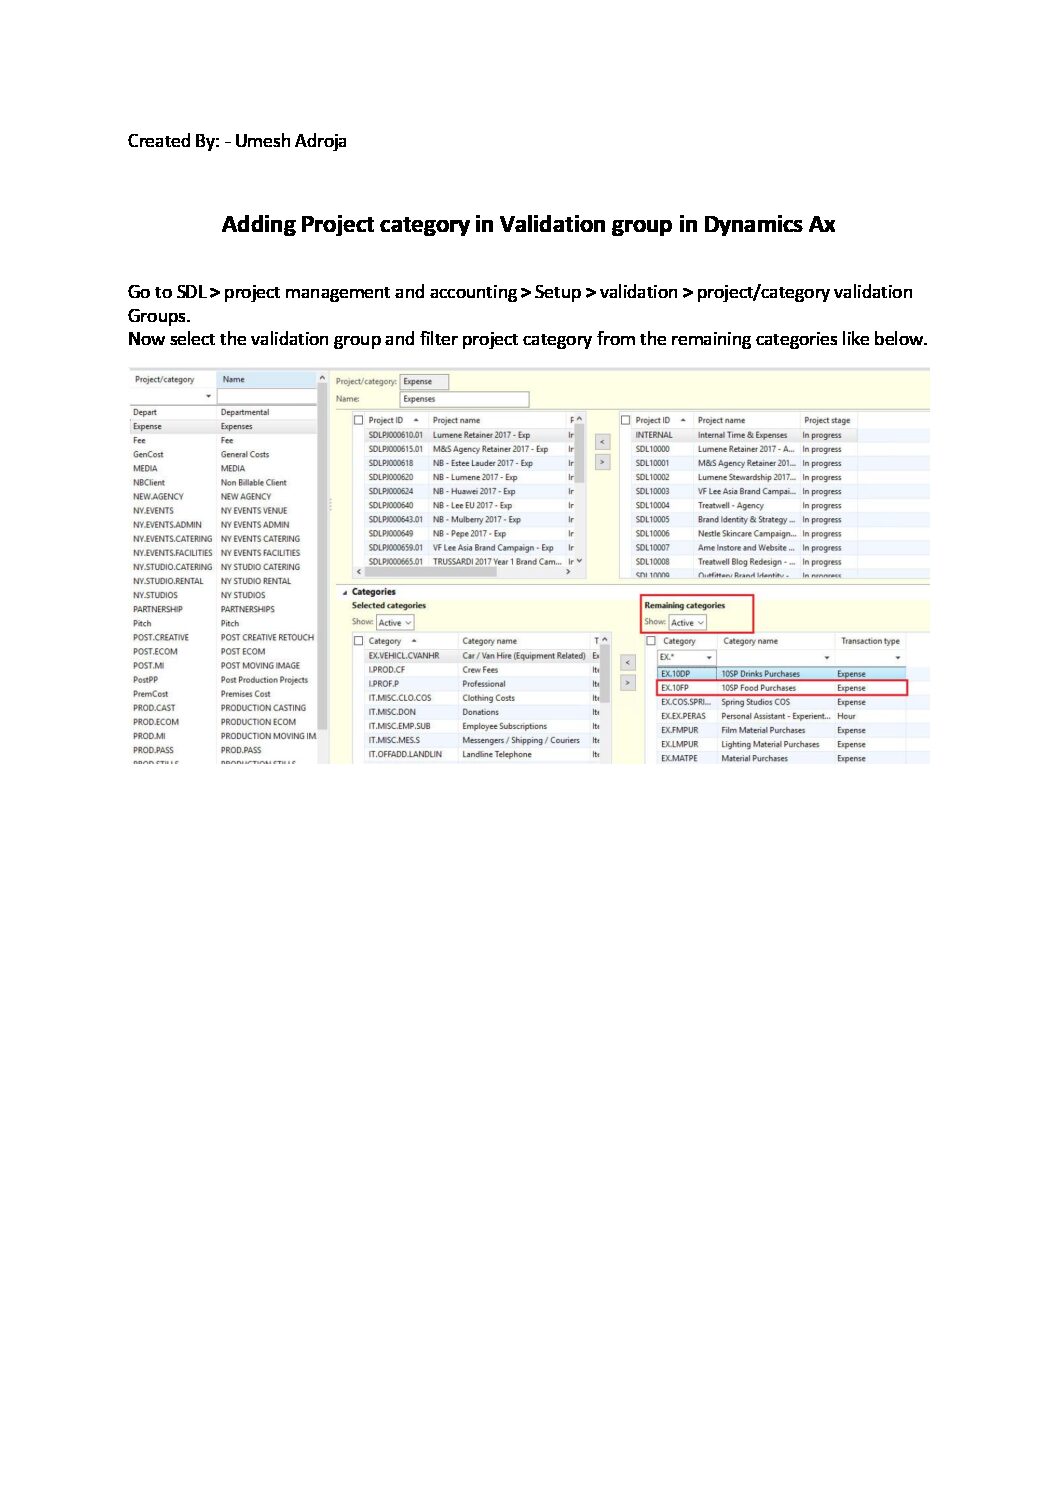 Created By: - Umesh Adroja
Adding Project category in Validation group in Dynamics Ax
Go to SDL > project management and accounting > Setup > validation > project/category validation
Groups.
Now select the validation group and filter project category from the remaining categories like below.
Project/category Name
Depart Departmental
Expense Expenses
Fee Fee
GenCost General Costs
MEDIA MEDIA
NBClient Non Billable Client
NEW.AGENCY NEW AGENCY
NY.EVENTS NY EVENTS VENUE
NY.EVENTS.ADMIN NY EVENTS ADMIN
NY.EVENTS.CATERING NY EVENTS CATERING
NY.EVENTS.FACILITIES NY EVENTS FACILITIES
NY.STUDIO.CATERING NY STUDIO CATERING
NY.STUDIO.RENTAL NY STUDIO RENTAL
NY.STUDIOS NY STUDIOS
PARTNERSHIP PARTNERSHIPS
Pitch Pitch
POST.CREATIVE POST CREATIVE RETOUCH
POST.ECOM POST ECOM
POST.MI POST MOVING IMAGE
PostPP Post Production Projects
PremCost Premises Cost
PROD.CAST PRODUCTION CASTING
PROD.ECOM PRODUCTION ECOM
PROD.MI PRODUCTION MOVING IM
PROD.PASS PROD.PASS
PROD.STILLS PRODUCTION STILLS
Project/category: Expense
Name: Expenses
Project ID Project name P
SDLPJ000610.01 Lumene Retainer 2017 - Exp Ir
SDLPJ000615.01 M&S Agency Retainer 2017 - Exp Ir
SDLPJ000618 NB - Estee Lauder 2017 - Exp Ir
SDLPJ000620 NB - Lumene 2017 - Exp Ir
SDLPJ000624 NB - Huawei 2017 - Exp Ir
SDLPJ000640 NB - Lee EU 2017 - Exp Ir
SDLPJ000643.01 NB - Mulberry 2017 - Exp Ir
SDLPJ000649 NB - Pepe 2017 - Exp Ir
SDLPJ000659.01 VF Lee Asia Brand Campaign - Exp Ir
SDLPJ000665.01 TRUSSARDI 2017 Year 1 Brand Cam... Ir
< >
Project ID Project name Project stage
INTERNAL Internal Time & Expenses In progress
SDL10000 Lumene Retainer 2017 - A... In progress
SDL10001 M&S Agency Retainer 201... In progress
SDL10002 Lumene Stewardship 2017... In progress
SDL10003 VF Lee Asia Brand Campai... In progress
SDL10004 Treatwell - Agency In progress
SDL10005 Brand Identity & Strategy ... In progress
SDL10006 Nestle Skincare Campaign... In progress
SDL10007 Ame Instore and Website ... In progress
SDL10008 Treatwell Blog Redesign - ... In progress
SDL10009 Outfittery Brand Identity - In progress
Categories
Selected categories
Show: Active
Category Category name T
EX.VEHICL.CVANHR Car / Van Hire (Equipment Related) Ex
I.PROD.CF Crew Fees Ite
I.PROF.P Professional Ite
IT.MISC.CLO.COS Clothing Costs Ite
IT.MISC.DON Donations Ite
IT.MISC.EMP.SUB Employee Subscriptions Ite
IT.MISC.MES.S Messengers / Shipping / Couriers Ite
IT.OFFADD.LANDLIN Landline Telephone Ite
< >
Remaining categories
Show: Active
Category Category name Transaction type
EX.*
EX.10DP 10SP Drinks Purchases Expense
EX.10FP 10SP Food Purchases Expense
EX.COS.SPRI... Spring Studios COS Expense
EX.EX.PERAS Personal Assistant - Experient... Hour
EX.FMPUR Film Material Purchases Expense
EX.LMPUR Lighting Material Purchases Expense
EX.MATPE Material Purchases Expense